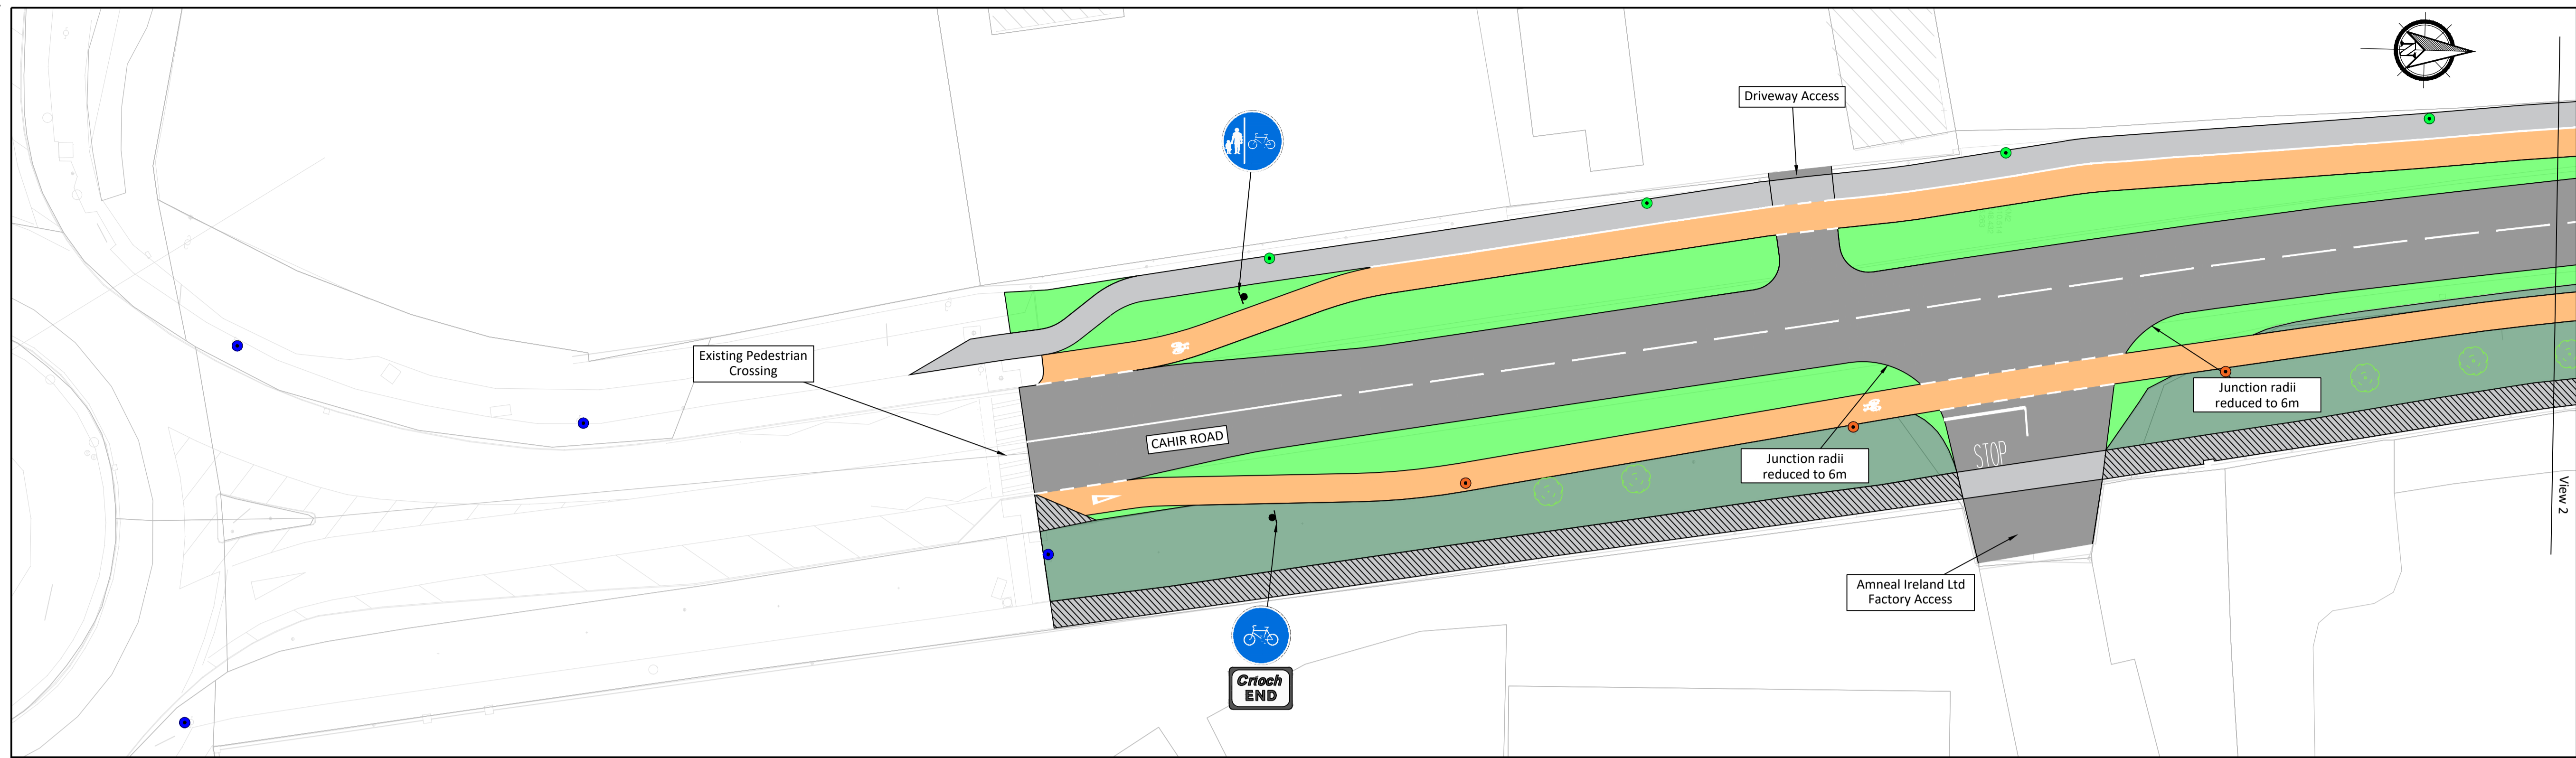 N
Driveway Access
Existing Pedestrian
Crossing
CAHIR ROAD
Junction radii
reduced to 6m
Junction radii
reduced to 6m
STOP
View 2
Amneal Ireland Ltd
Factory Access
Críoch
END